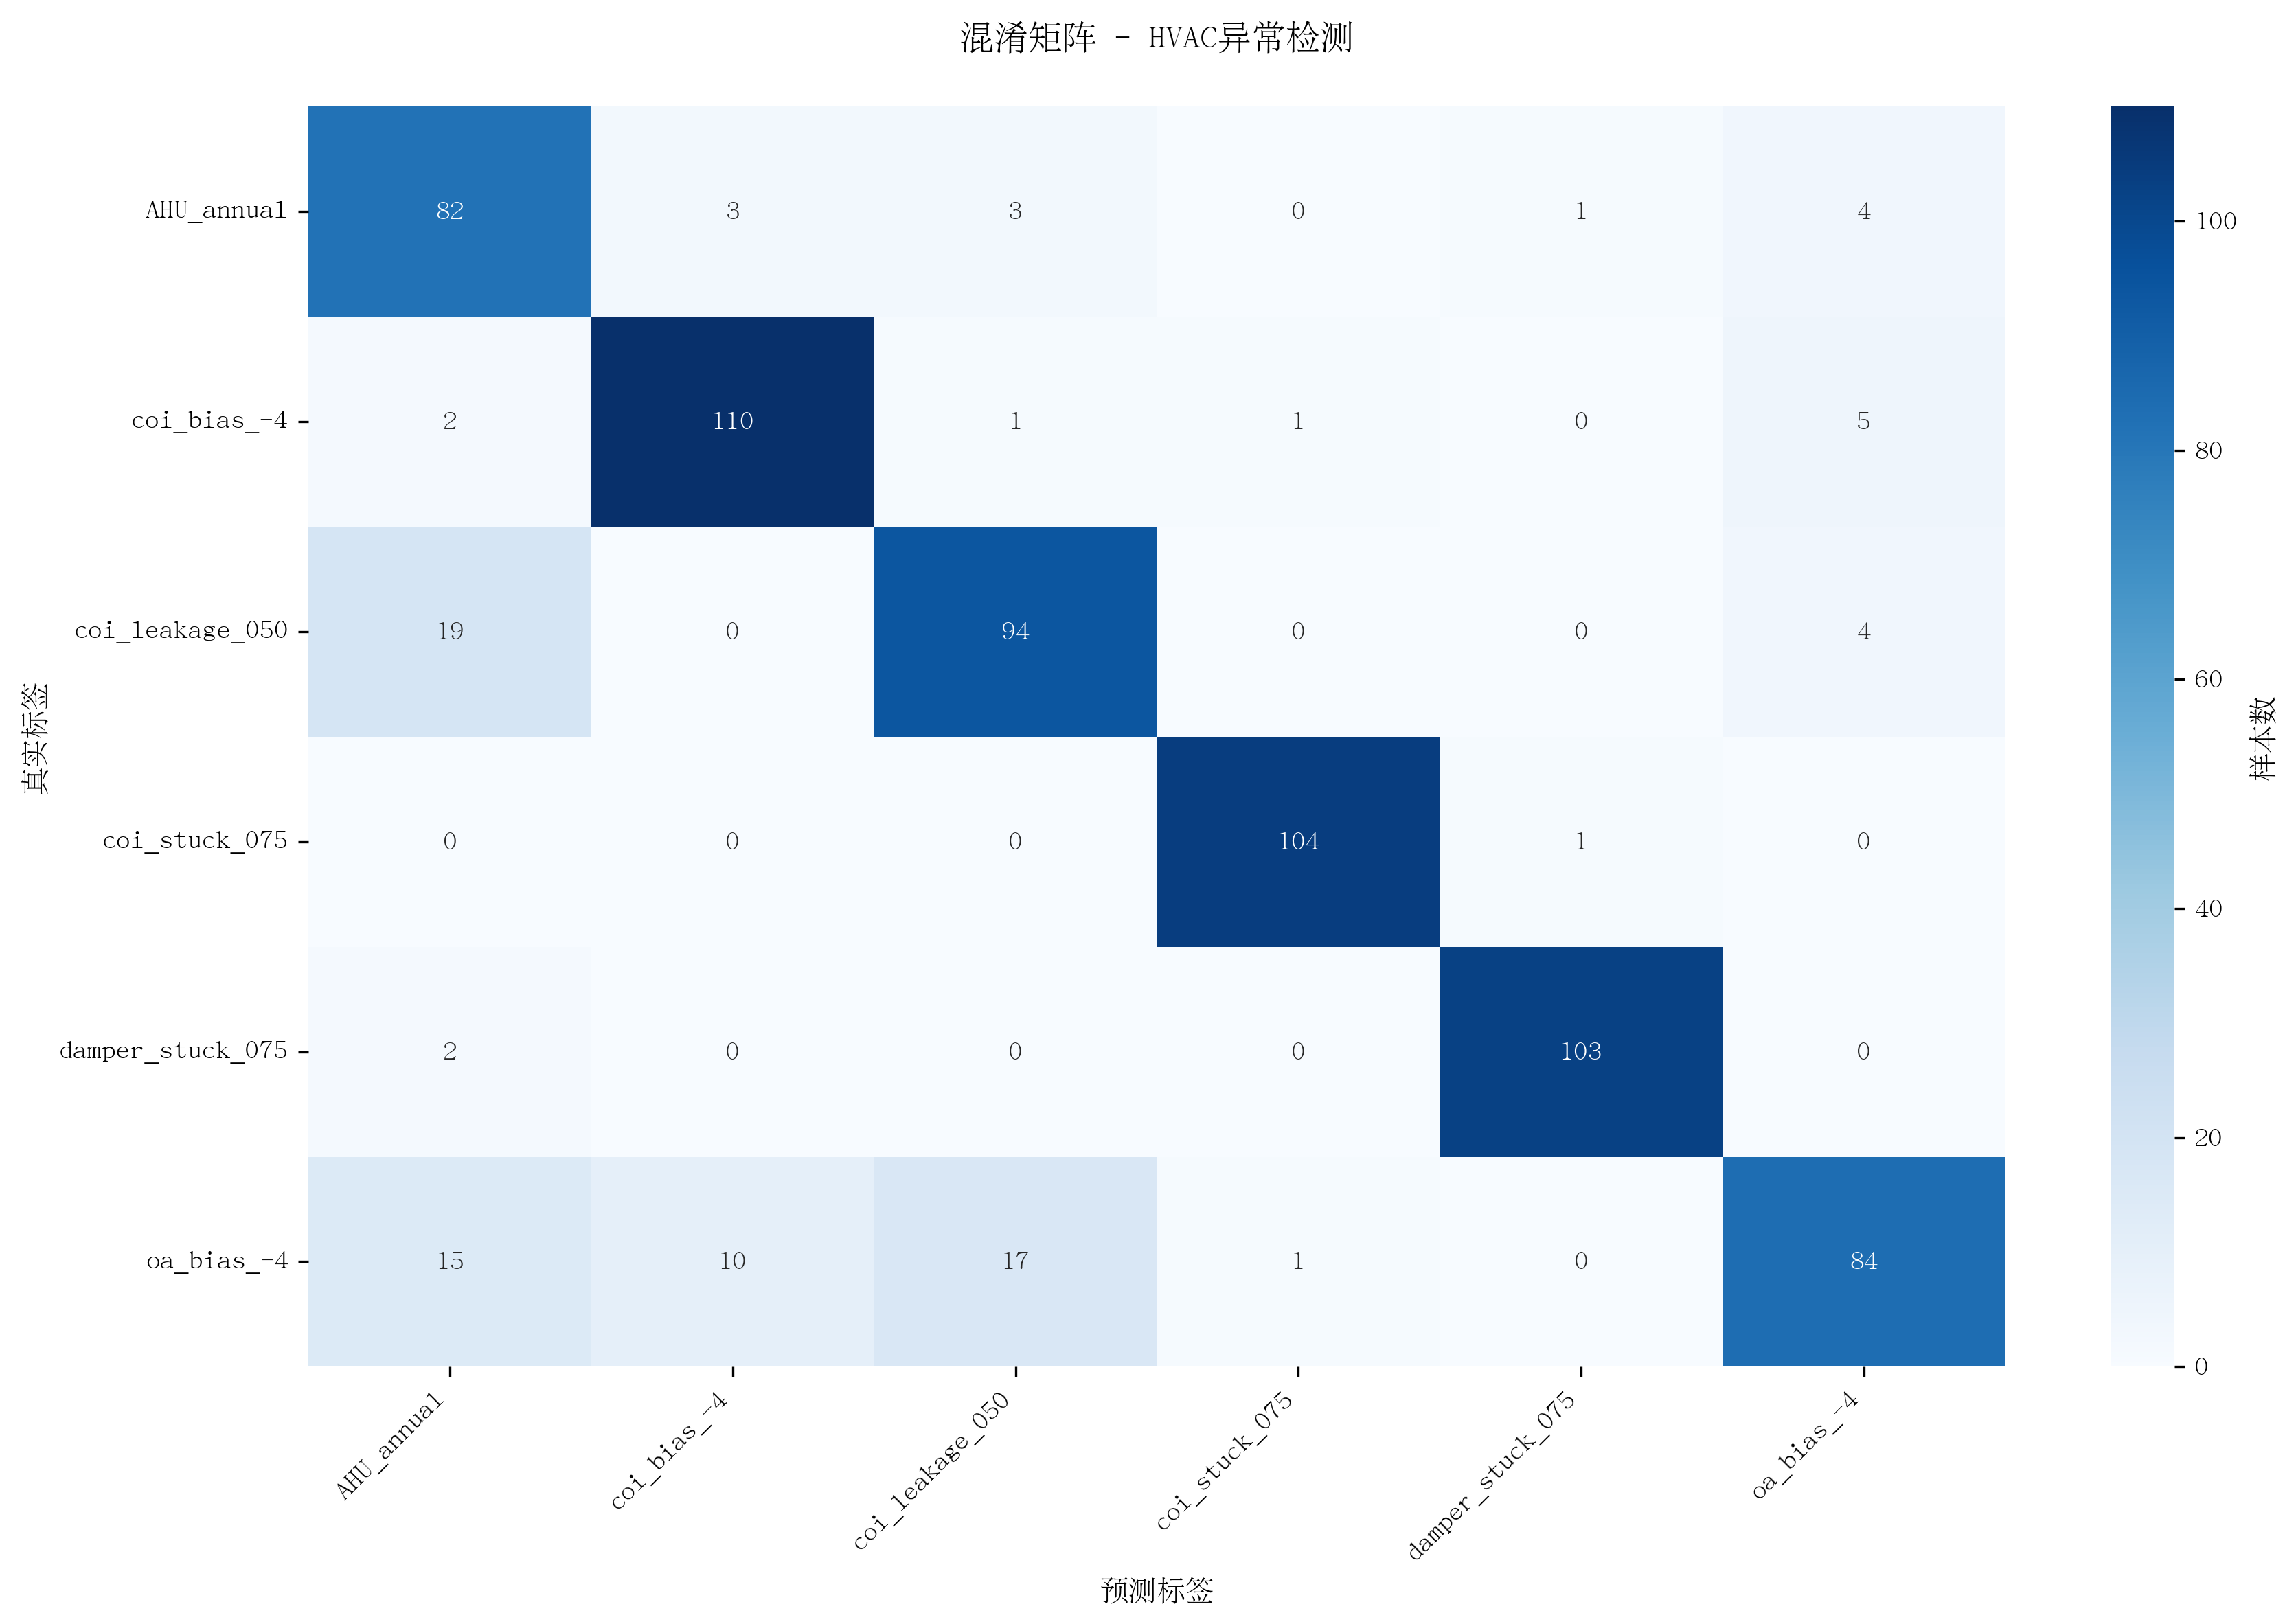 混淆矩阵 - HVAC异常检测
AHU_annual
82 3 3 0 1 4
coi_bias_-4
2 110 1 1 0 5
coi_leakage_050
19 0 94 0 0 4
coi_stuck_075
0 0 0 104 1 0
damper_stuck_075
2 0 0 0 103 0
oa_bias_-4
15 10 17 1 0 84
真实标签
AHU_annual
coi_bias_-4
coi_leakage_050
coi_stuck_075
damper_stuck_075
oa_bias_-4
预测标签
100
80
60
40
20
0
样本数